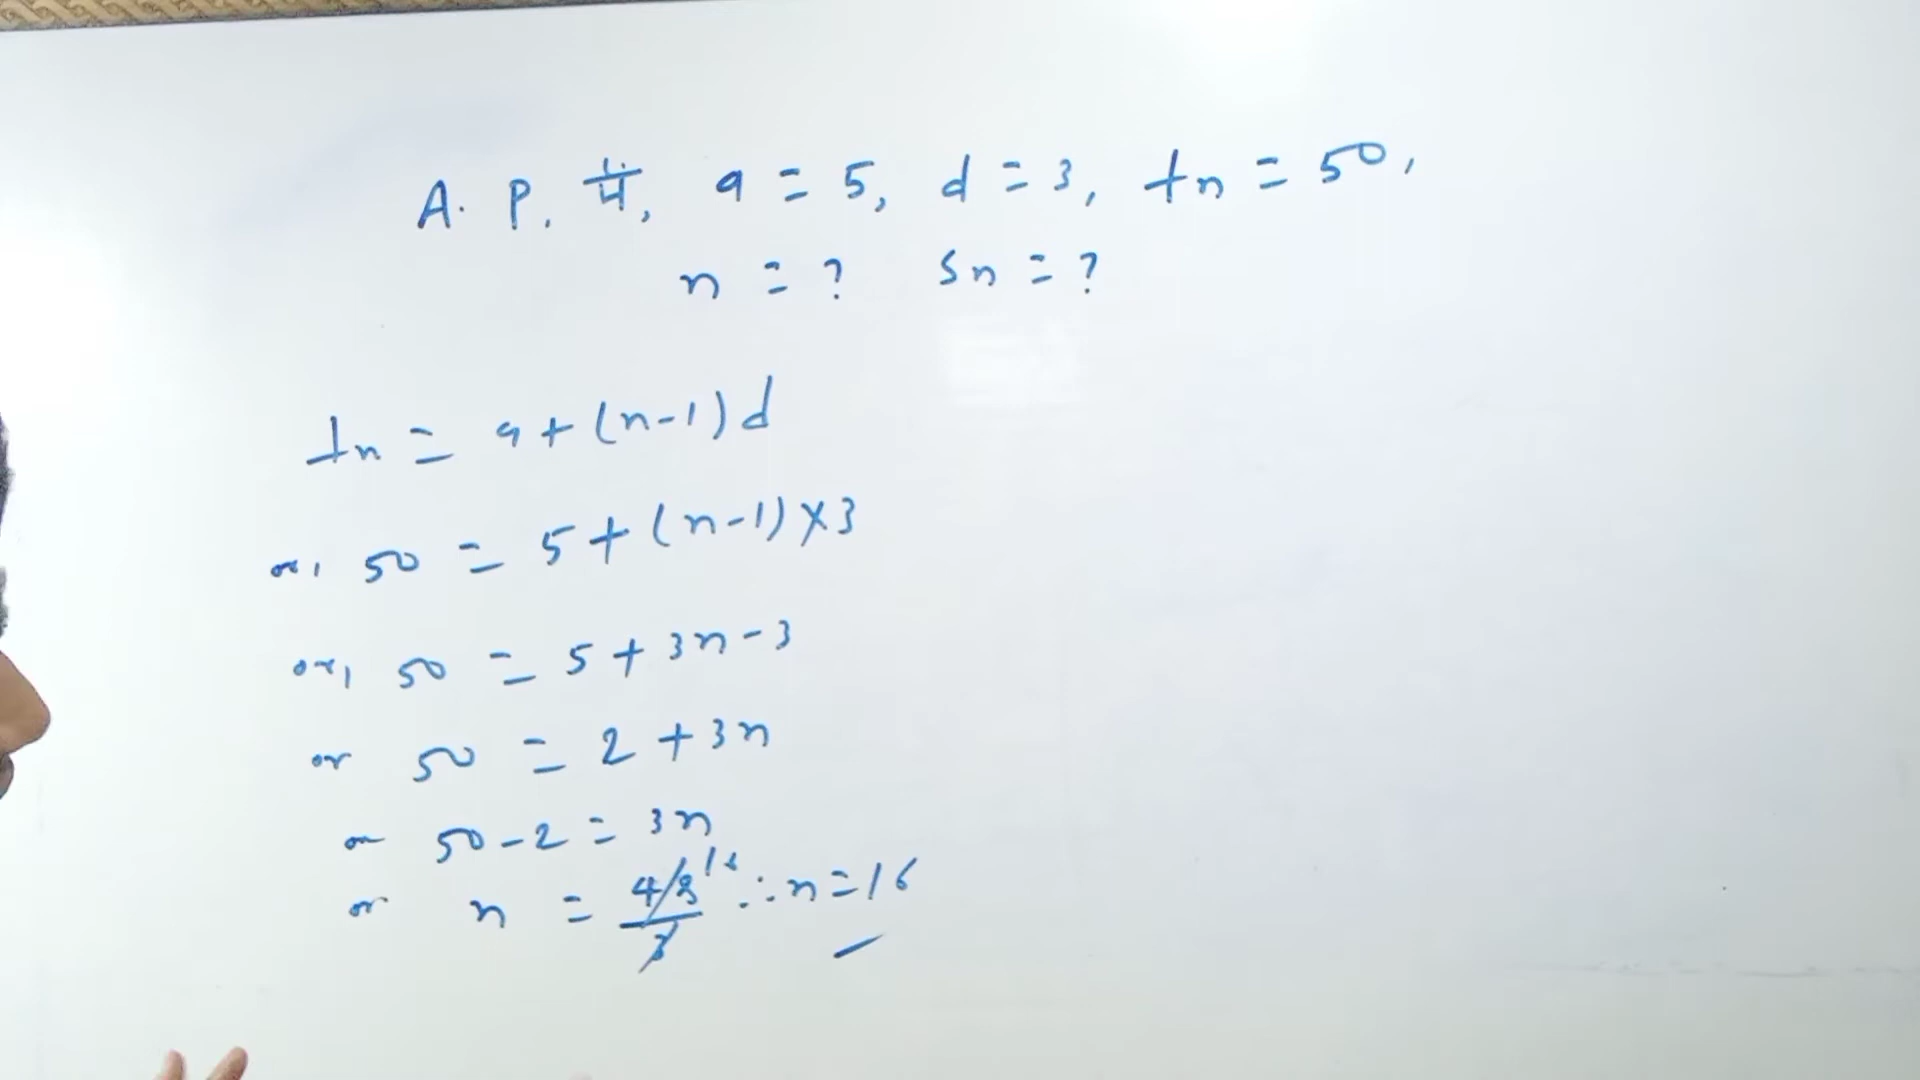 A. P. में, a = 5, d = 3, tn = 50,
n = ? Sn = ?
tn = a + (n-1)d
or, 50 = 5 + (n-1) × 3
or, 50 = 5 + 3n - 3
or 50 = 2 + 3n
or 50 - 2 = 3n
or n = 48/3 16 ∴ n = 16